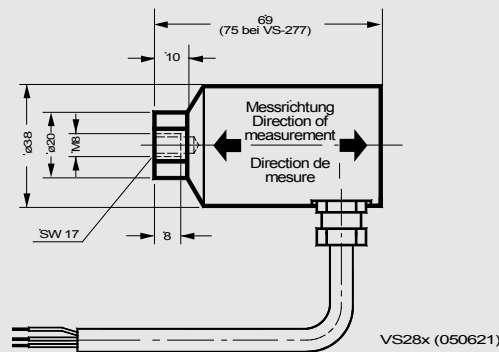 69
(75 bei VS-277)
10
ø38
ø20
M8
Messrichtung
Direction of
measurement
Direction de
mesure
SW 17
8
VS28x (050621)